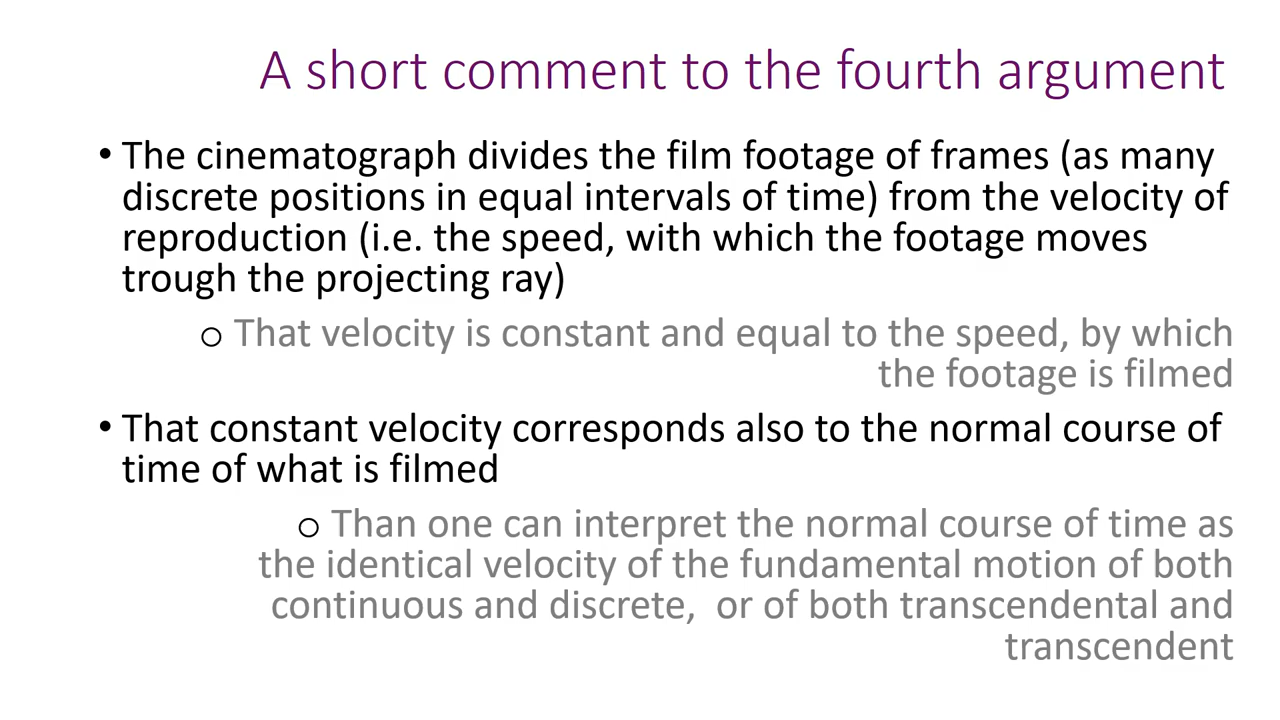 A short comment to the fourth argument
• The cinematograph divides the film footage of frames (as many
discrete positions in equal intervals of time) from the velocity of
reproduction (i.e. the speed, with which the footage moves
trough the projecting ray)
o That velocity is constant and equal to the speed, by which
the footage is filmed
• That constant velocity corresponds also to the normal course of
time of what is filmed
o Than one can interpret the normal course of time as
the identical velocity of the fundamental motion of both
continuous and discrete,  or of both transcendental and
transcendent